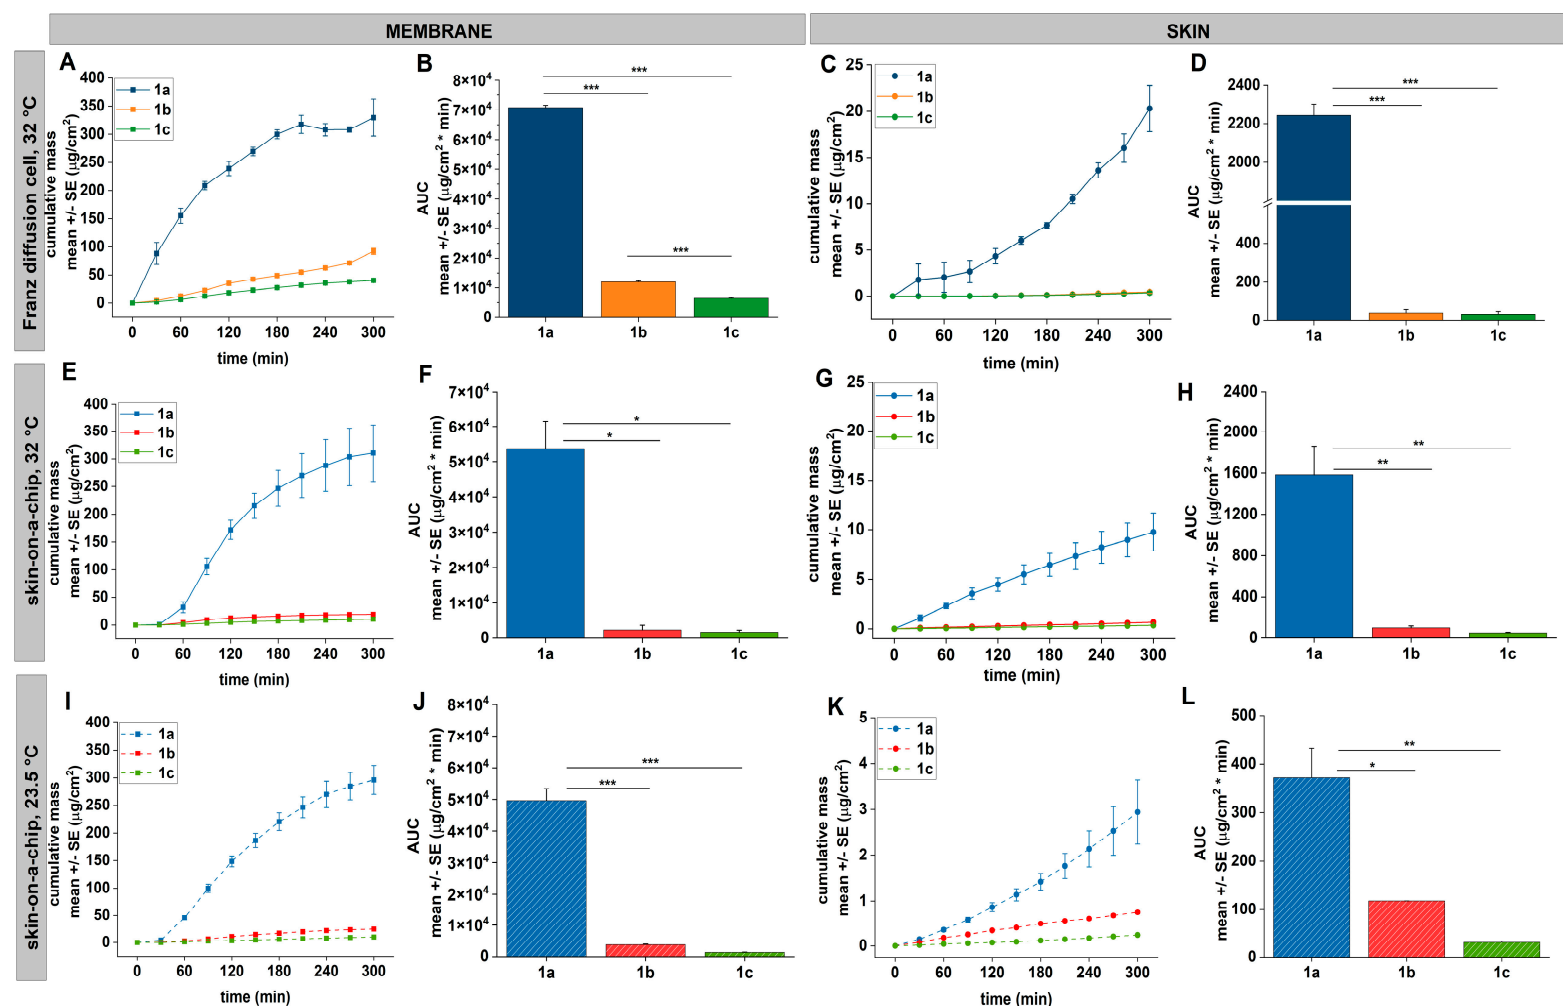 MEMBRANE
SKIN
Franz diffusion cell, 32 °C
A
cumulative mass
mean +/- SE (μg/cm²)
400
350
300
250
200
150
100
50
0
1a
1b
1c
0 60 120 180 240 300
time (min)
B
AUC
mean +/- SE (μg/cm² * min)
8×10⁴
7×10⁴
6×10⁴
5×10⁴
4×10⁴
3×10⁴
2×10⁴
1×10⁴
0
***
***
***
1a 1b 1c
C
cumulative mass
mean +/- SE (μg/cm²)
25
20
15
10
5
0
1a
1b
1c
0 60 120 180 240 300
time (min)
D
AUC
mean +/- SE (μg/cm² * min)
2400
2200
2000
400
200
0
***
***
1a 1b 1c
skin-on-a-chip, 32 °C
E
cumulative mass
mean +/- SE (μg/cm²)
400
350
300
250
200
150
100
50
0
1a
1b
1c
0 60 120 180 240 300
time (min)
F
AUC
mean +/- SE (μg/cm² * min)
7×10⁴
6×10⁴
5×10⁴
4×10⁴
3×10⁴
2×10⁴
1×10⁴
0
*
*
1a 1b 1c
G
cumulative mass
mean +/- SE (μg/cm²)
25
20
15
10
5
0
1a
1b
1c
0 60 120 180 240 300
time (min)
H
AUC
mean +/- SE (μg/cm² * min)
2400
2000
1600
1200
800
400
0
**
**
1a 1b 1c
skin-on-a-chip, 23.5 °C
I
cumulative mass
mean +/- SE (μg/cm²)
400
350
300
250
200
150
100
50
0
1a
1b
1c
0 60 120 180 240 300
time (min)
J
AUC
mean +/- SE (μg/cm² * min)
8×10⁴
7×10⁴
6×10⁴
5×10⁴
4×10⁴
3×10⁴
2×10⁴
1×10⁴
0
***
***
1a 1b 1c
K
cumulative mass
mean +/- SE (μg/cm²)
5
4
3
2
1
0
1a
1b
1c
0 60 120 180 240 300
time (min)
L
AUC
mean +/- SE (μg/cm² * min)
500
400
300
200
100
0
**
*
1a 1b 1c